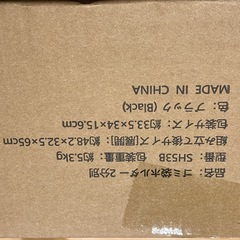 品名: ゴミ袋ホルダー 2分別
型番: SH53B 包装重量: 約5.3kg
組み立て後サイズ[展開]約48.2×32.5×65cm
包装サイズ: 約33.5×34×15.6cm
色: ブラック (Black)
MADE IN CHINA